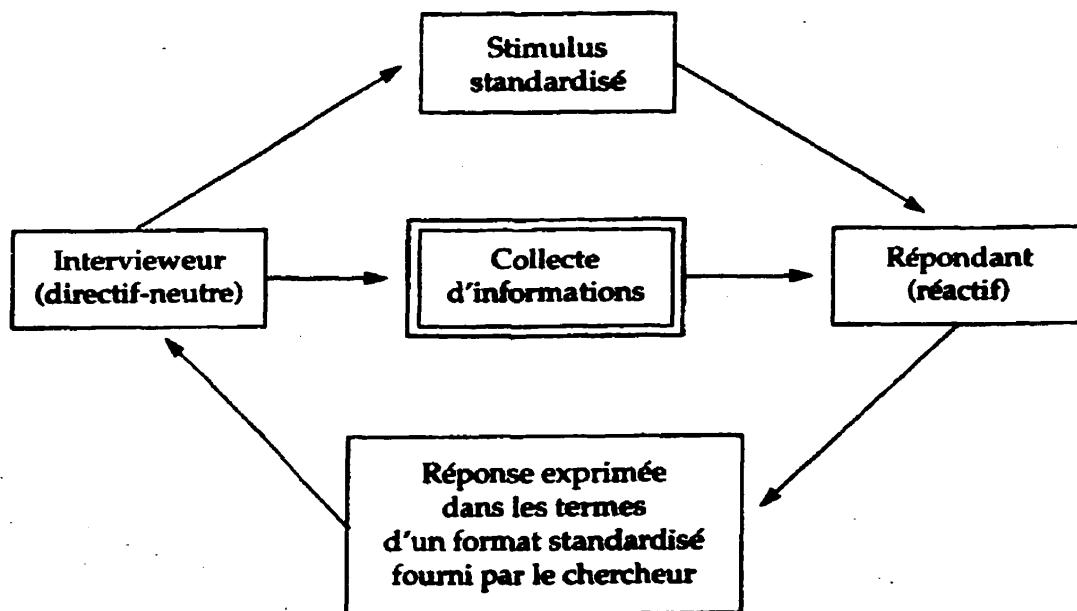 Stimulus
standardisé
Intervieweur
(directif-neutre)
Collecte
d'informations
Répondant
(réactif)
Réponse exprimée
dans les termes
d'un format standardisé
fourni par le chercheur